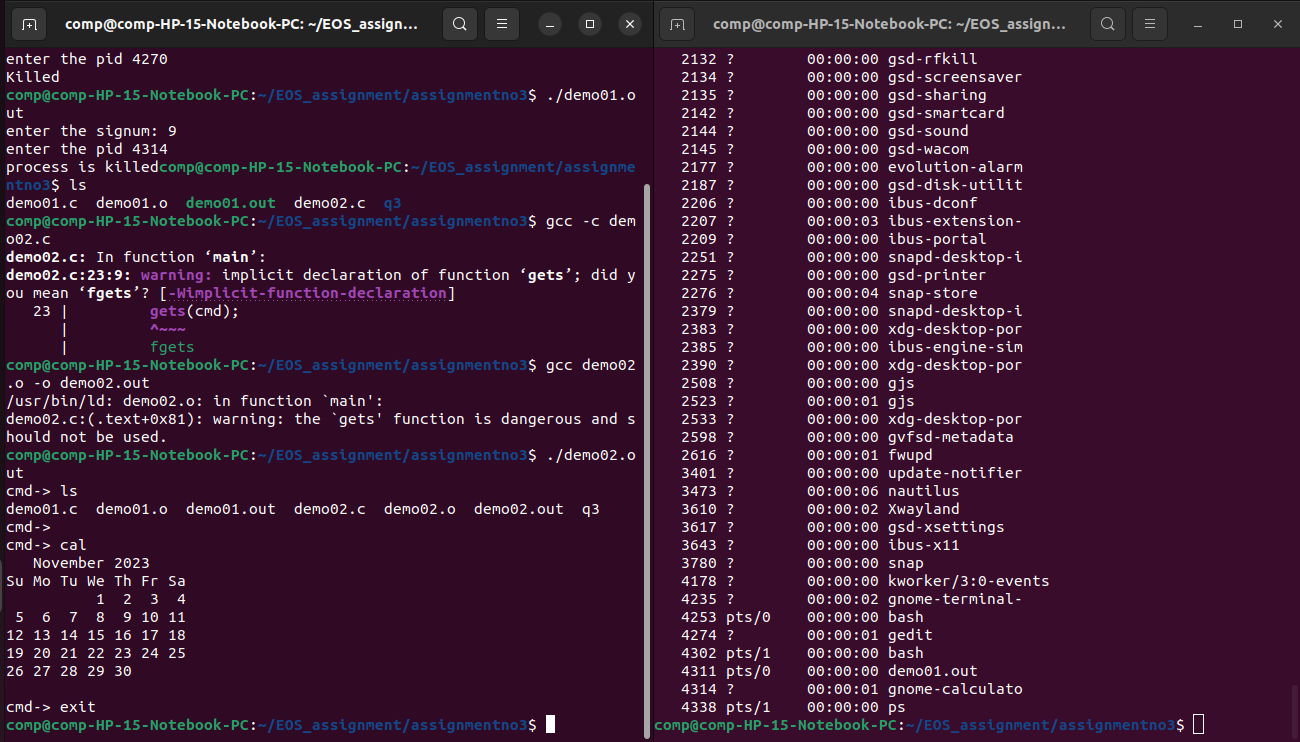 comp@comp-HP-15-Notebook-PC: ~/EOS_assign...
enter the pid 4270
Killed
comp@comp-HP-15-Notebook-PC:~/EOS_assignment/assignmentno3$ ./demo01.o
ut
enter the signum: 9
enter the pid 4314
process is killedcomp@comp-HP-15-Notebook-PC:~/EOS_assignment/assignme
ntno3$ ls
demo01.c  demo01.o  demo01.out  demo02.c  q3
comp@comp-HP-15-Notebook-PC:~/EOS_assignment/assignmentno3$ gcc -c dem
o02.c
demo02.c: In function ‘main’:
demo02.c:23:9: warning: implicit declaration of function ‘gets’; did y
ou mean ‘fgets’? [-Wimplicit-function-declaration]
   23 |         gets(cmd);
      |         ^~~~
      |         fgets
comp@comp-HP-15-Notebook-PC:~/EOS_assignment/assignmentno3$ gcc demo02
.o -o demo02.out
/usr/bin/ld: demo02.o: in function `main':
demo02.c:(.text+0x81): warning: the `gets' function is dangerous and s
hould not be used.
comp@comp-HP-15-Notebook-PC:~/EOS_assignment/assignmentno3$ ./demo02.o
ut
cmd-> ls
demo01.c  demo01.o  demo01.out  demo02.c  demo02.o  demo02.out  q3
cmd->
cmd-> cal
   November 2023
Su Mo Tu We Th Fr Sa
          1  2  3  4
 5  6  7  8  9 10 11
12 13 14 15 16 17 18
19 20 21 22 23 24 25
26 27 28 29 30
cmd-> exit
comp@comp-HP-15-Notebook-PC:~/EOS_assignment/assignmentno3$
comp@comp-HP-15-Notebook-PC: ~/EOS_assign...
2132 ?        00:00:00 gsd-rfkill
2134 ?        00:00:00 gsd-screensaver
2135 ?        00:00:00 gsd-sharing
2142 ?        00:00:00 gsd-smartcard
2144 ?        00:00:00 gsd-sound
2145 ?        00:00:00 gsd-wacom
2177 ?        00:00:00 evolution-alarm
2187 ?        00:00:00 gsd-disk-utilit
2206 ?        00:00:00 ibus-dconf
2207 ?        00:00:03 ibus-extension-
2209 ?        00:00:00 ibus-portal
2251 ?        00:00:00 snapd-desktop-i
2275 ?        00:00:00 gsd-printer
2276 ?        00:00:04 snap-store
2379 ?        00:00:00 snapd-desktop-i
2383 ?        00:00:00 xdg-desktop-por
2385 ?        00:00:00 ibus-engine-sim
2390 ?        00:00:00 xdg-desktop-por
2508 ?        00:00:00 gjs
2523 ?        00:00:01 gjs
2533 ?        00:00:00 xdg-desktop-por
2598 ?        00:00:00 gvfsd-metadata
2616 ?        00:00:01 fwupd
3401 ?        00:00:00 update-notifier
3473 ?        00:00:06 nautilus
3610 ?        00:00:02 Xwayland
3617 ?        00:00:00 gsd-xsettings
3643 ?        00:00:00 ibus-x11
3780 ?        00:00:00 snap
4178 ?        00:00:00 kworker/3:0-events
4235 ?        00:00:02 gnome-terminal-
4253 pts/0    00:00:00 bash
4274 ?        00:00:01 gedit
4302 pts/1    00:00:00 bash
4311 pts/0    00:00:00 demo01.out
4314 ?        00:00:01 gnome-calculato
4338 pts/1    00:00:00 ps
comp@comp-HP-15-Notebook-PC:~/EOS_assignment/assignmentno3$